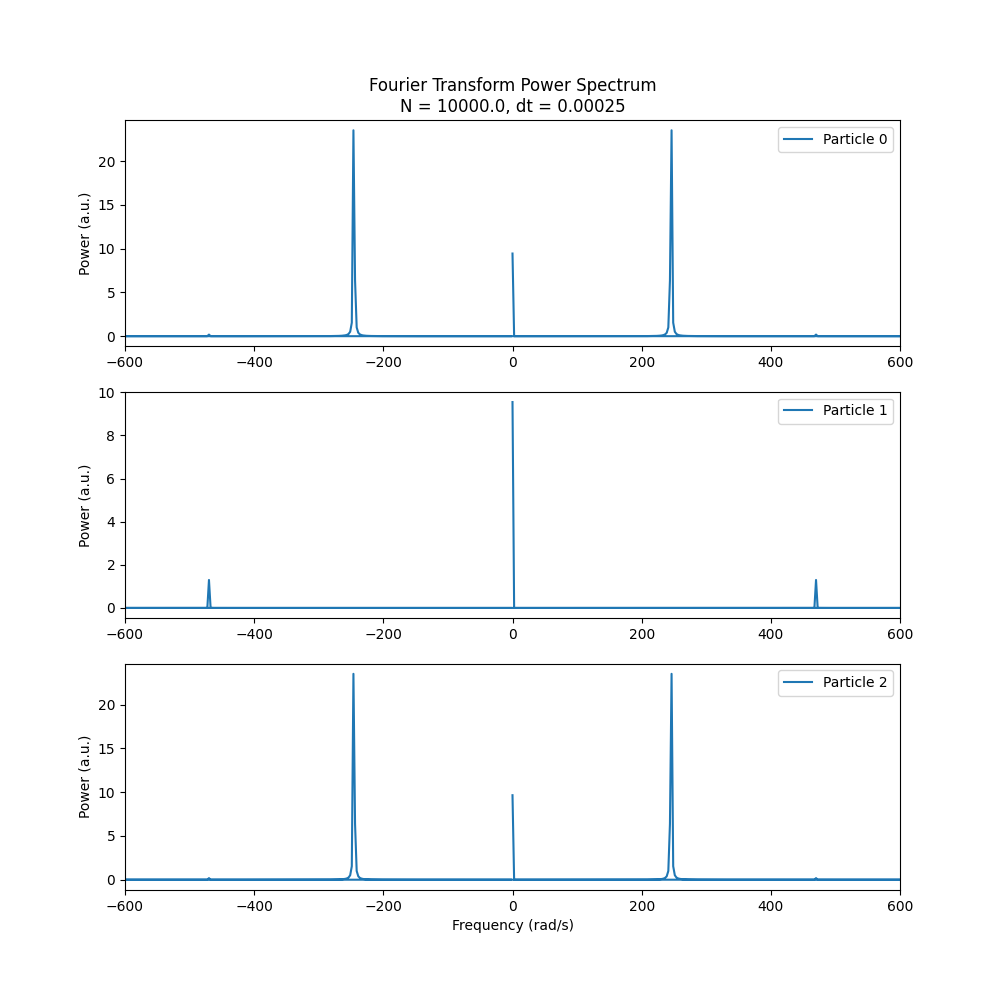 Fourier Transform Power Spectrum
N = 10000.0, dt = 0.00025
Particle 0
Power (a.u.)
20
15
10
5
0
−600 −400 −200 0 200 400 600
Particle 1
Power (a.u.)
10
8
6
4
2
0
−600 −400 −200 0 200 400 600
Particle 2
Power (a.u.)
20
15
10
5
0
−600 −400 −200 0 200 400 600
Frequency (rad/s)